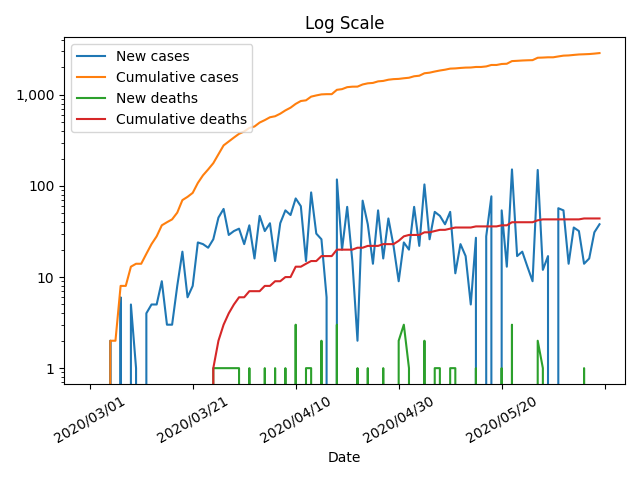 Log Scale
New cases
Cumulative cases
New deaths
Cumulative deaths
1,000
100
10
1
2020/03/01
2020/03/21
2020/04/10
2020/04/30
2020/05/20
Date